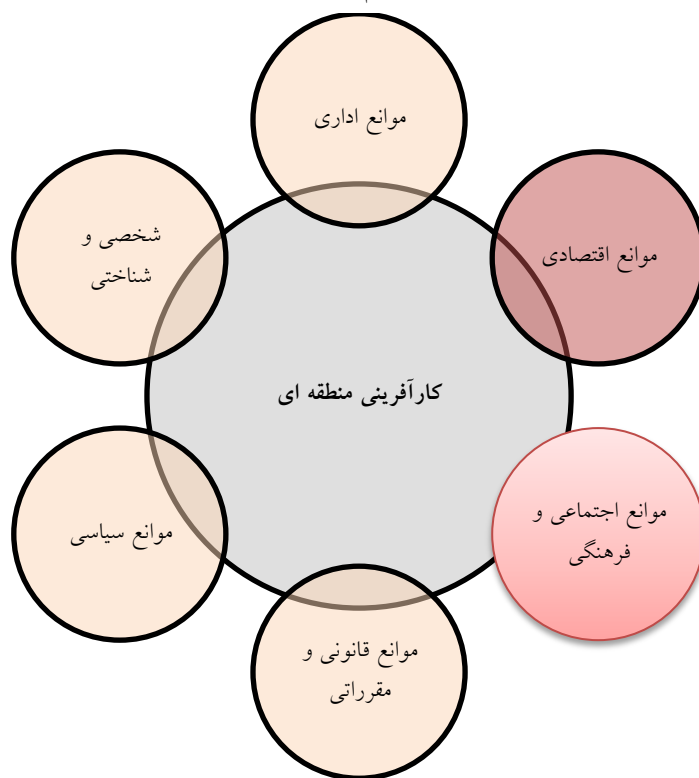 موانع اداری
موانع اقتصادی
شخصی و
شناختی
کارآفرینی منطقه ای
موانع اجتماعی و
فرهنگی
موانع سیاسی
موانع قانونی و
مقرراتی